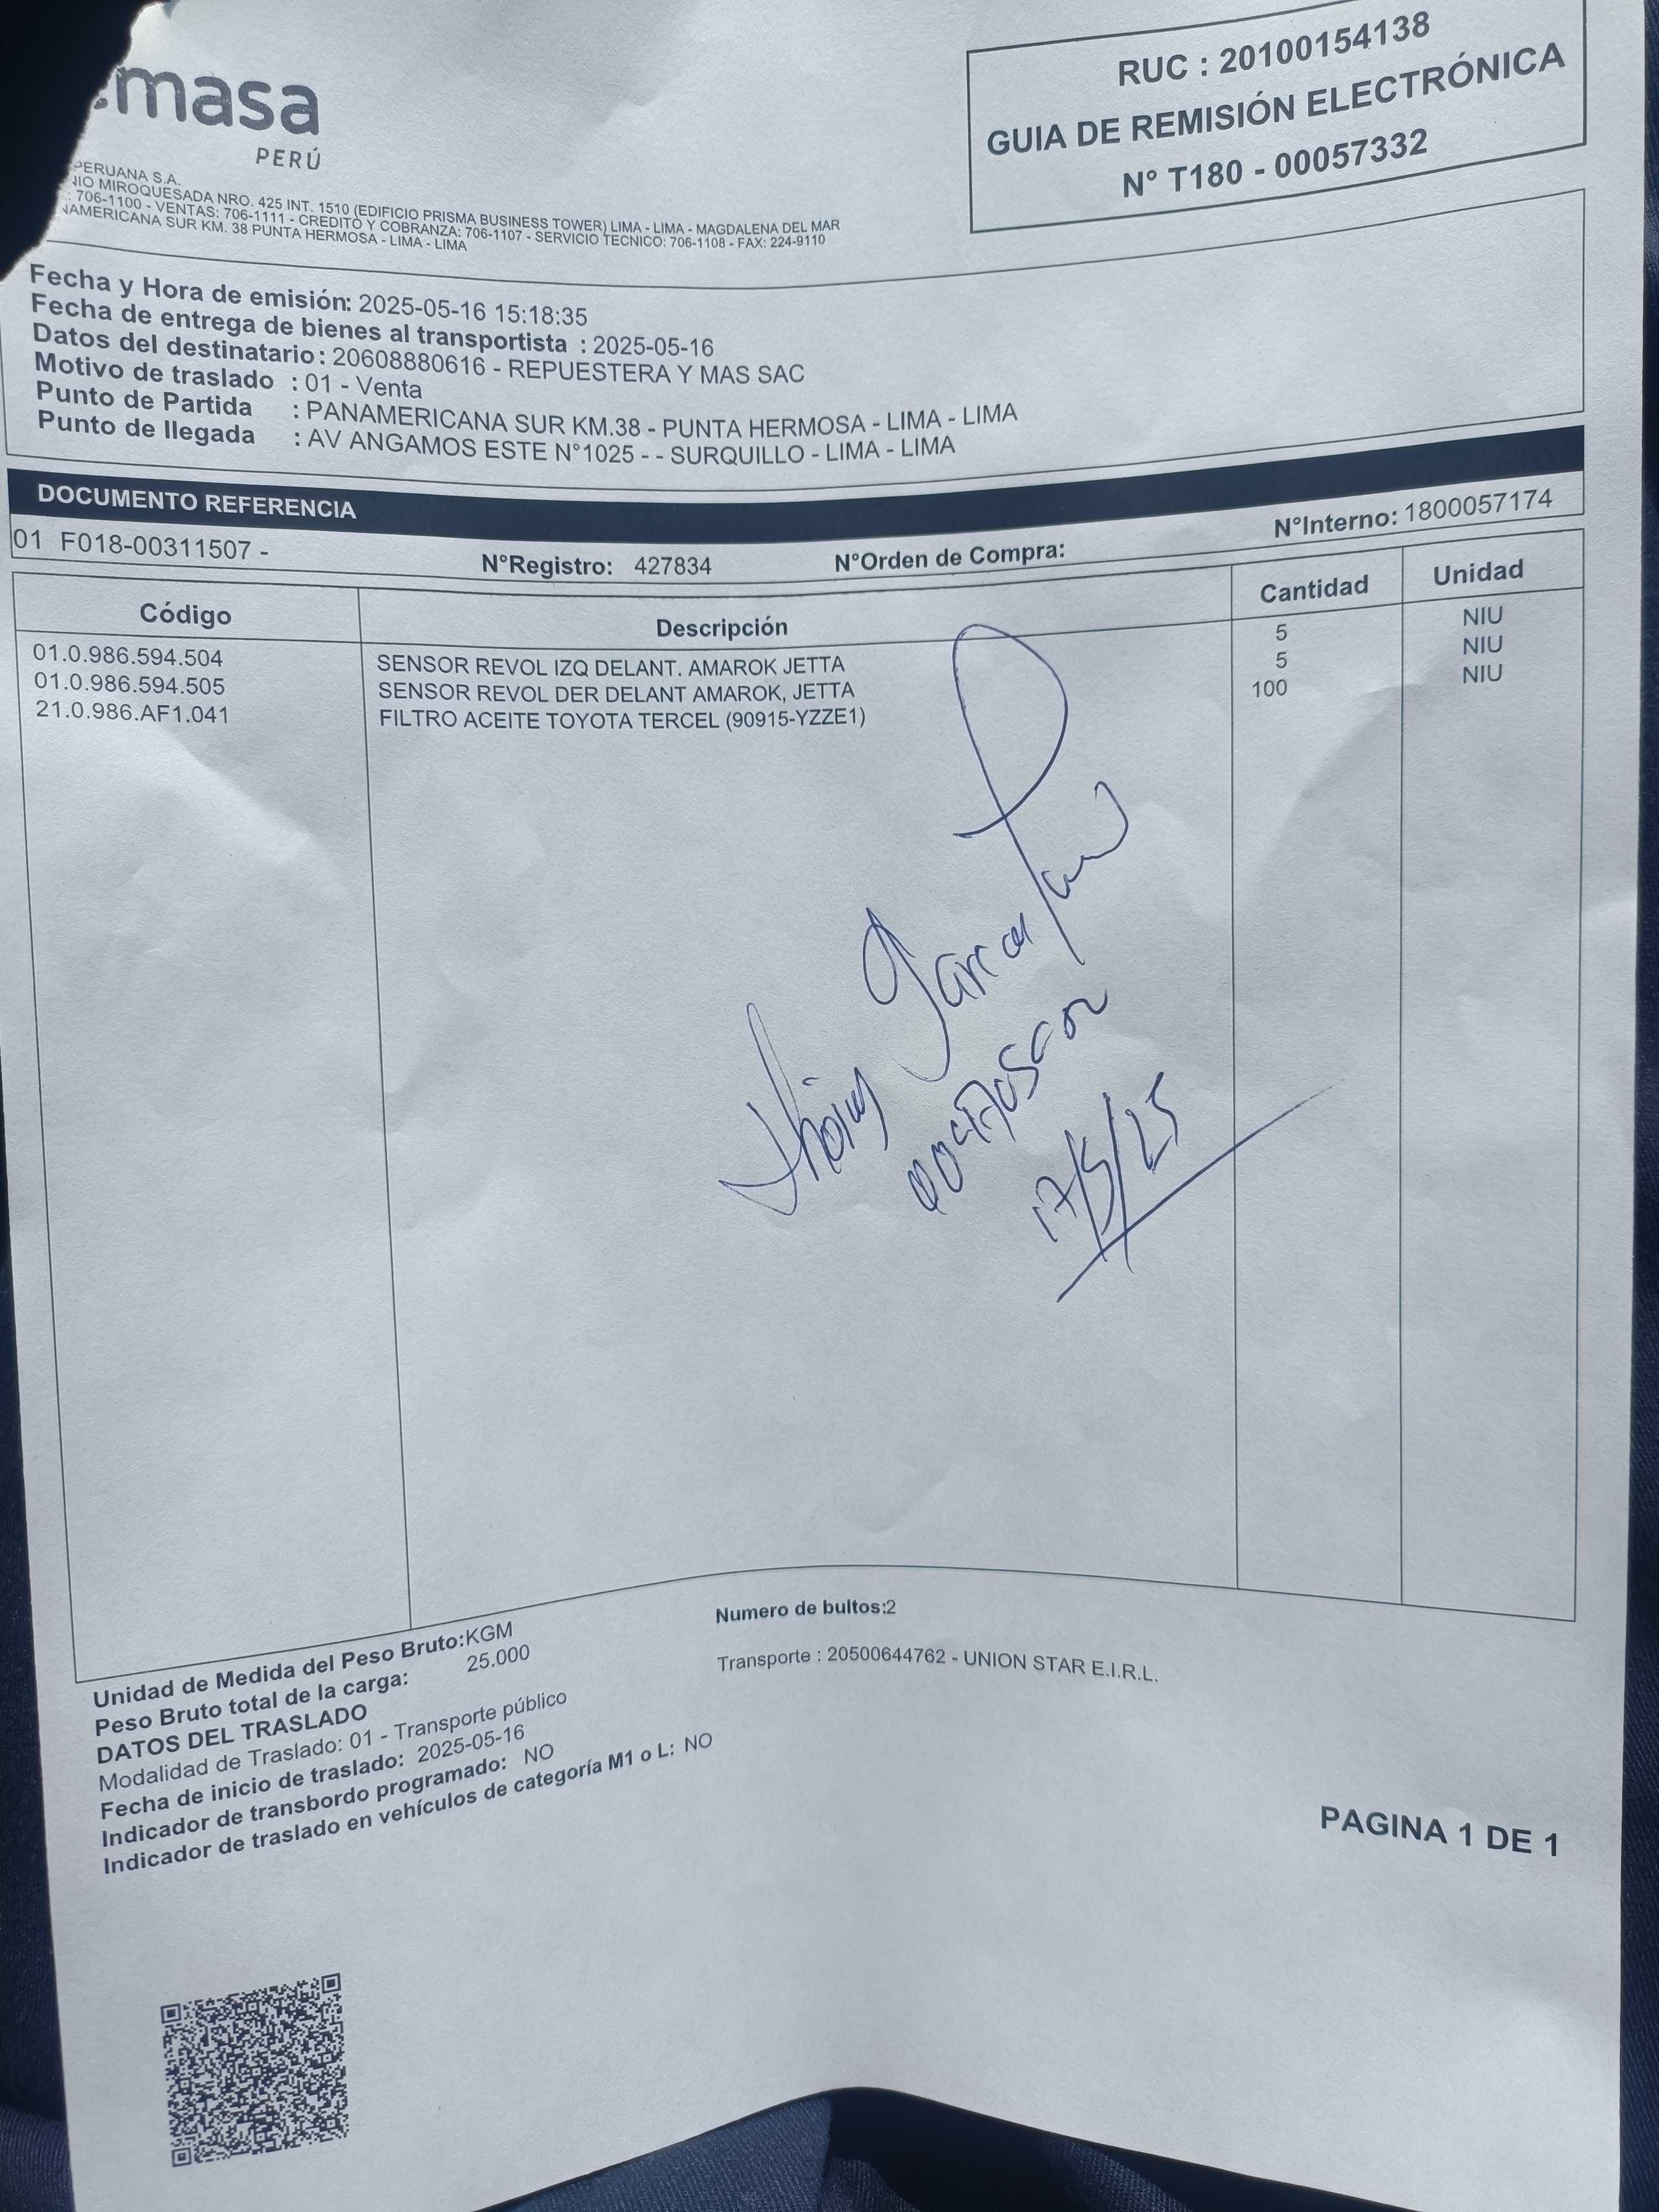 masa
PERÚ
PERUANA S.A.
MIROQUESADA NRO. 425 INT. 1510 (EDIFICIO PRISMA BUSINESS TOWER) LIMA - LIMA - MAGDALENA DEL MAR
: 706-1100 - VENTAS: 706-1111 - CREDITO Y COBRANZA: 706-1107 - SERVICIO TECNICO: 706-1108 - FAX: 224-9110
SUR KM. 38 PUNTA HERMOSA - LIMA - LIMA
RUC : 20100154138
GUIA DE REMISIÓN ELECTRÓNICA
N° T180 - 00057332
Fecha y Hora de emisión: 2025-05-16 15:18:35
Fecha de entrega de bienes al transportista : 2025-05-16
Datos del destinatario: 20608880616 - REPUESTERA Y MAS SAC
Motivo de traslado : 01 - Venta
Punto de Partida : PANAMERICANA SUR KM.38 - PUNTA HERMOSA - LIMA - LIMA
Punto de llegada : AV ANGAMOS ESTE N°1025 - - SURQUILLO - LIMA - LIMA
DOCUMENTO REFERENCIA
01 F018-00311507 - N°Registro: 427834 N°Orden de Compra: N°Interno: 1800057174
Código Descripción Cantidad Unidad
01.0.986.594.504 SENSOR REVOL IZQ DELANT. AMAROK JETTA 5 NIU
01.0.986.594.505 SENSOR REVOL DER DELANT AMAROK, JETTA 5 NIU
21.0.986.AF1.041 FILTRO ACEITE TOYOTA TERCEL (90915-YZZE1) 100 NIU
17/5/25
Unidad de Medida del Peso Bruto:KGM Numero de bultos:2
Peso Bruto total de la carga: 25.000 Transporte : 20500644762 - UNION STAR E.I.R.L.
DATOS DEL TRASLADO
Modalidad de Traslado: 01 - Transporte público
Fecha de inicio de traslado: 2025-05-16
Indicador de transbordo programado: NO
Indicador de traslado en vehículos de categoría M1 o L: NO
PAGINA 1 DE 1